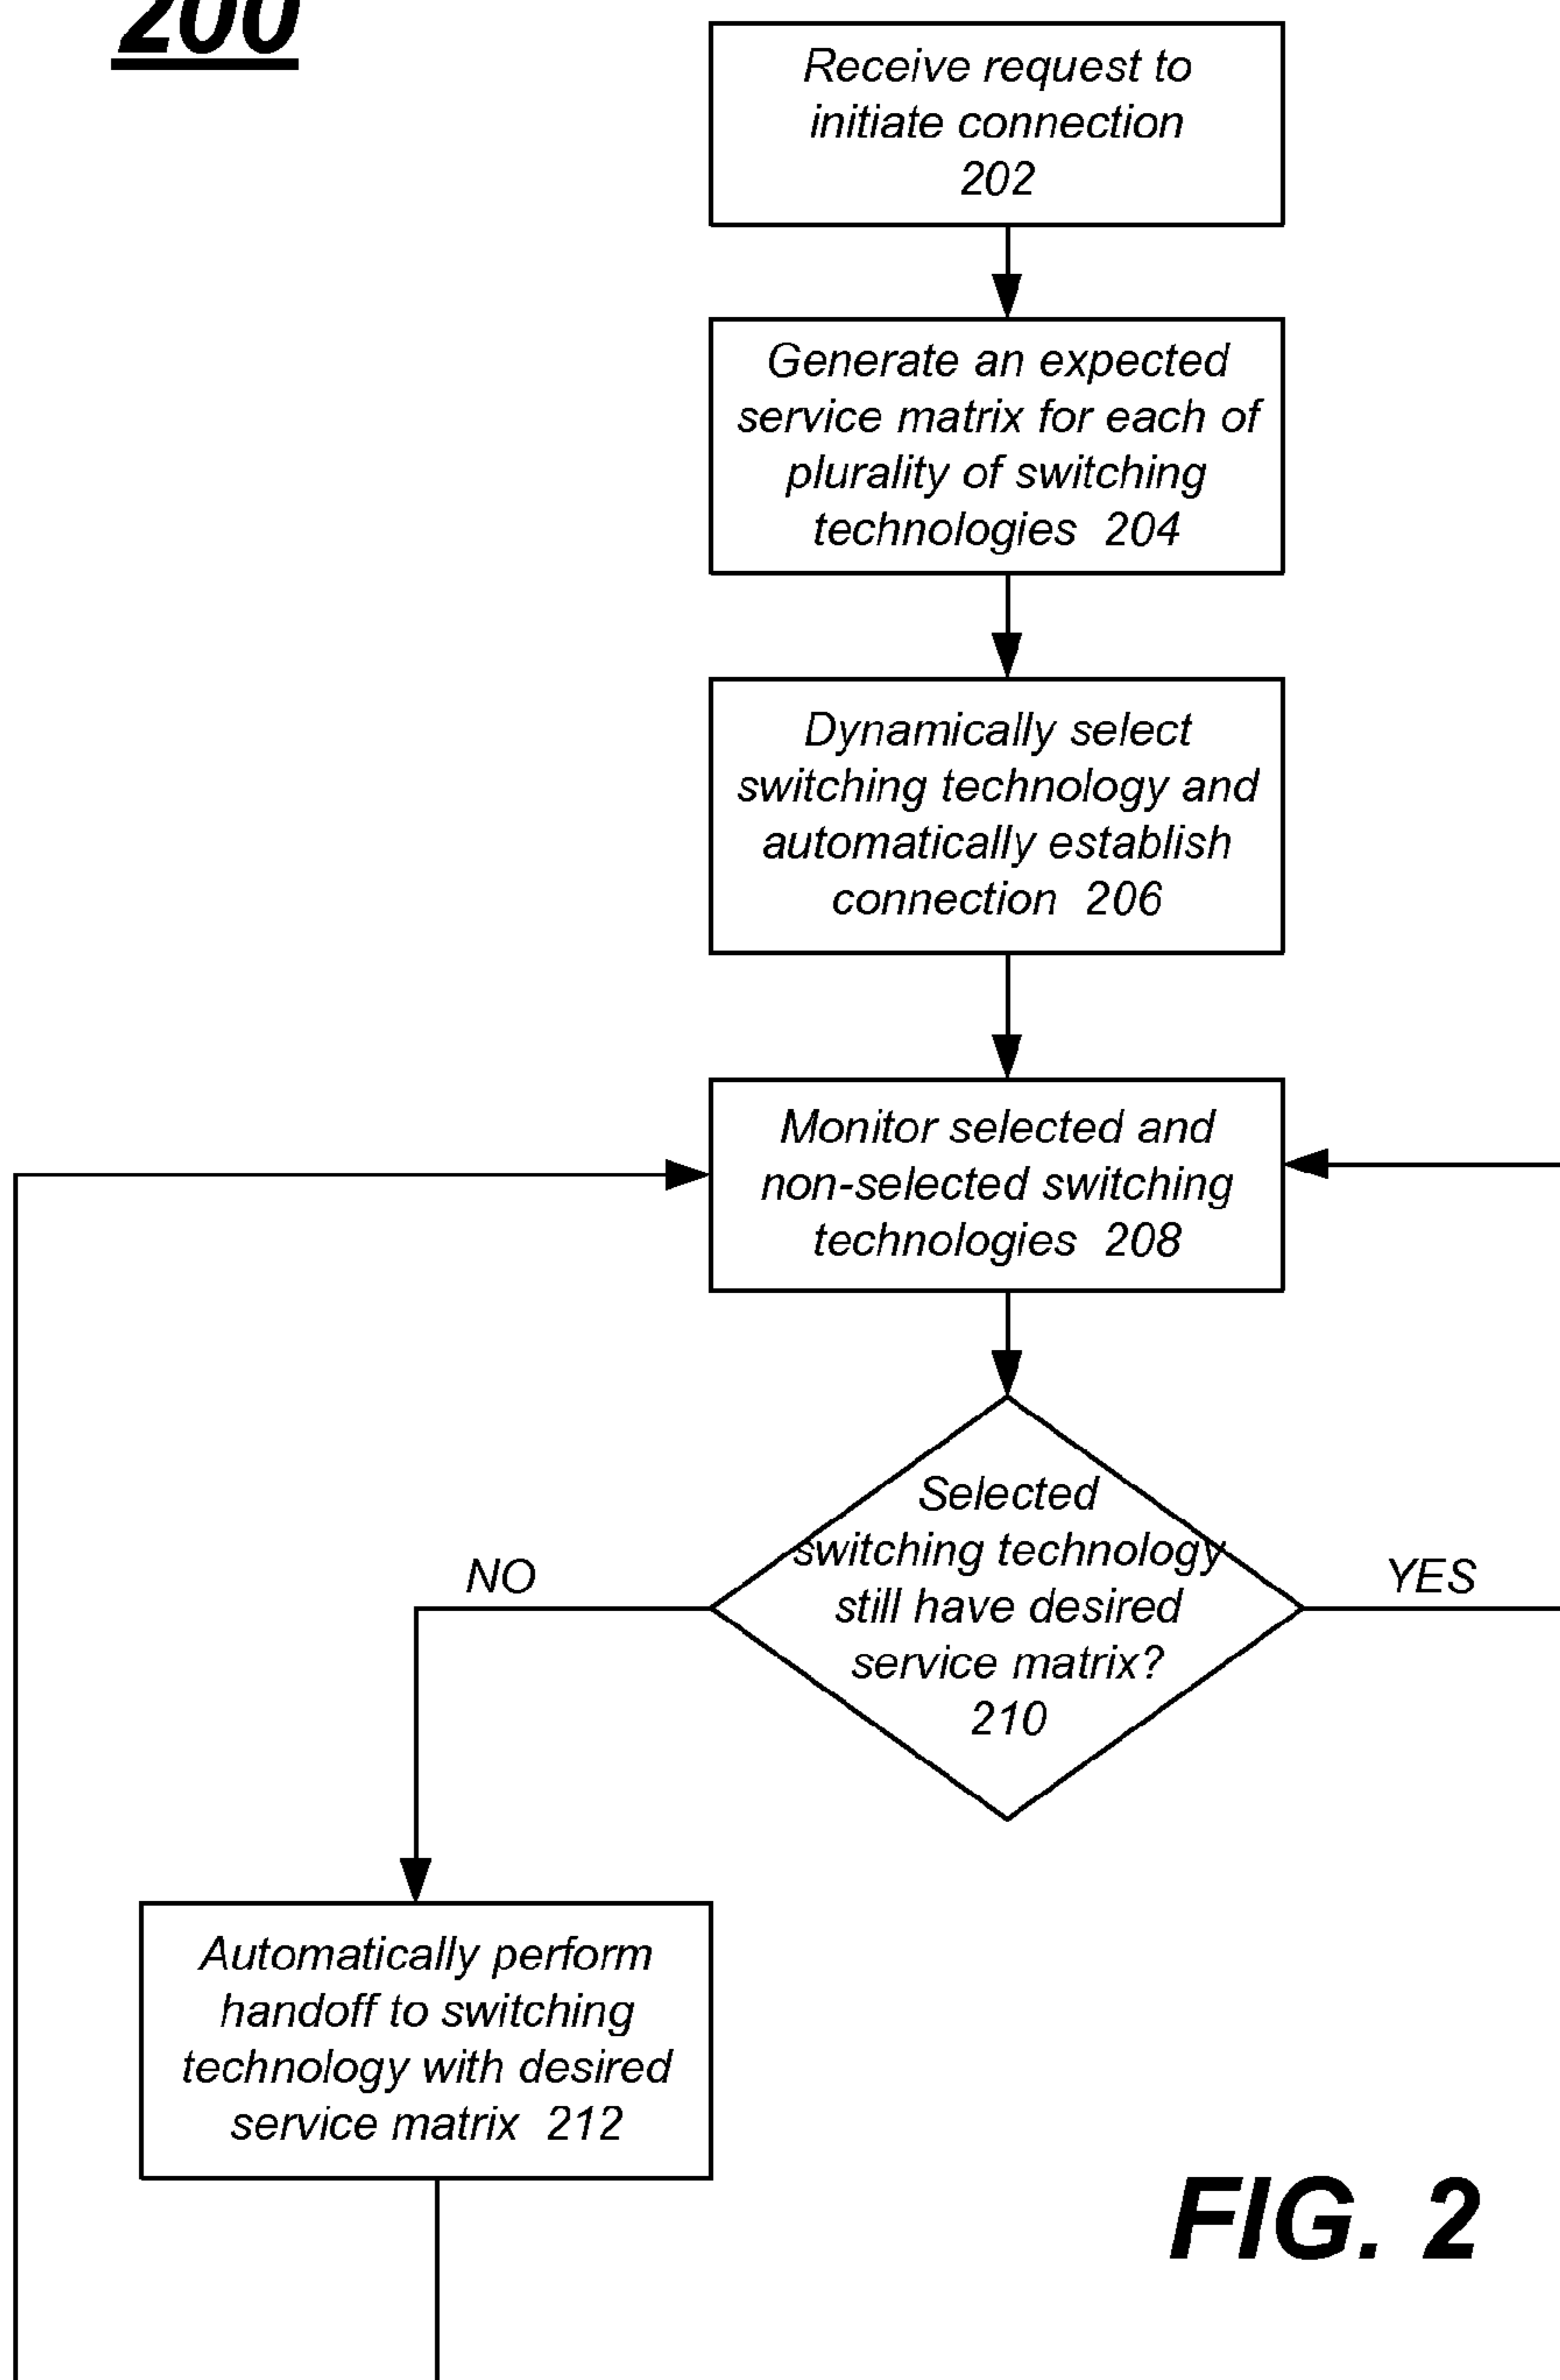 200
Receive request to
initiate connection
202
Generate an expected
service matrix for each of
plurality of switching
technologies 204
Dynamically select
switching technology and
automatically establish
connection 206
Monitor selected and
non-selected switching
technologies 208
Selected
switching technology
still have desired
service matrix?
210
NO
YES
Automatically perform
handoff to switching
technology with desired
service matrix 212
FIG. 2